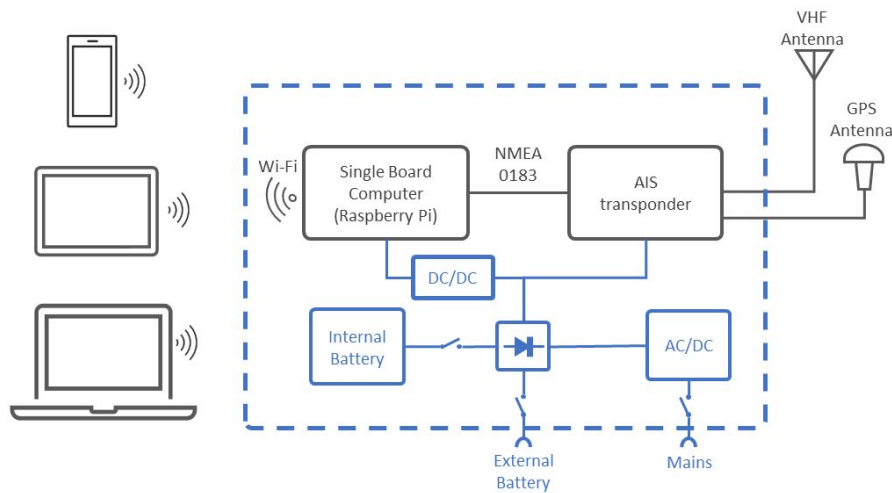 VHF
Antenna
GPS
Antenna
Wi-Fi
Single Board
Computer
(Raspberry Pi)
NMEA
0183
AIS
transponder
DC/DC
Internal
Battery
AC/DC
External
Battery
Mains